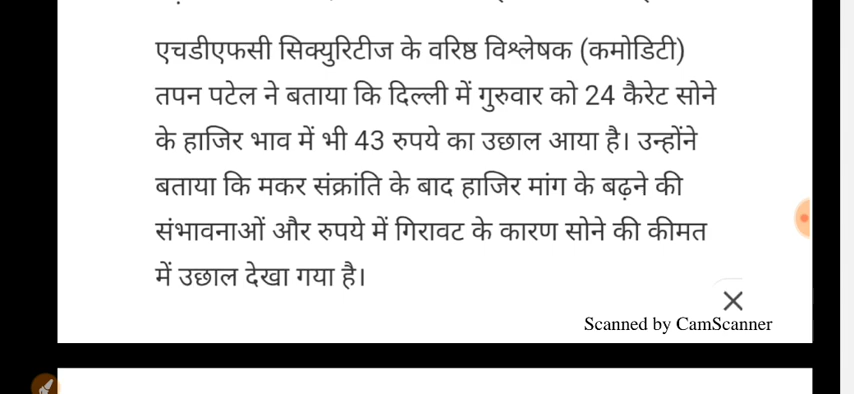 एचडीएफसी सिक्युरिटीज के वरिष्ठ विश्लेषक (कमोडिटी)
तपन पटेल ने बताया कि दिल्ली में गुरुवार को 24 कैरेट सोने
के हाजिर भाव में भी 43 रुपये का उछाल आया है। उन्होंने
बताया कि मकर संक्रांति के बाद हाजिर मांग के बढ़ने की
संभावनाओं और रुपये में गिरावट के कारण सोने की कीमत
में उछाल देखा गया है।
Scanned by CamScanner